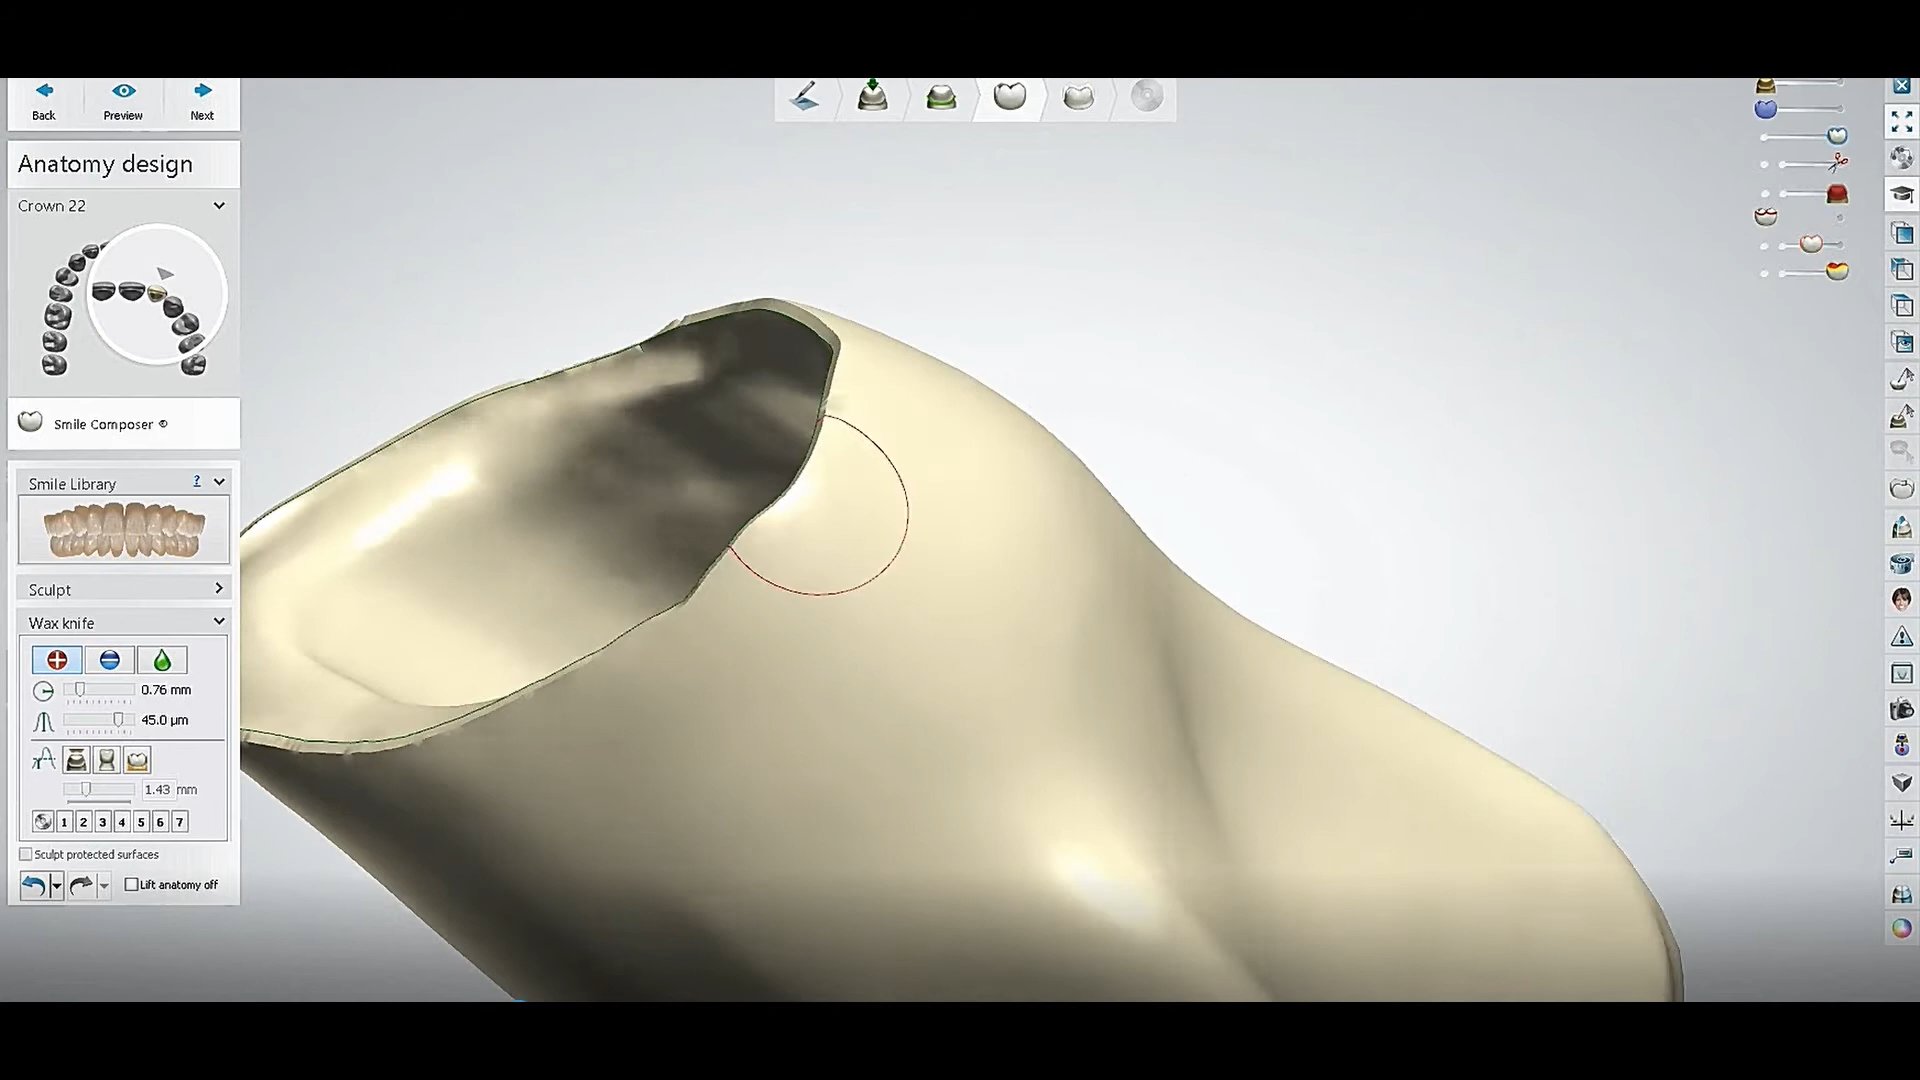 Back Preview Next
Anatomy design
Crown 22
Smile Composer ®
Smile Library ?
Sculpt
Wax knife
0.76 mm
45.0 µm
1.43 mm
1 2 3 4 5 6 7
Sculpt protected surfaces
Lift anatomy off